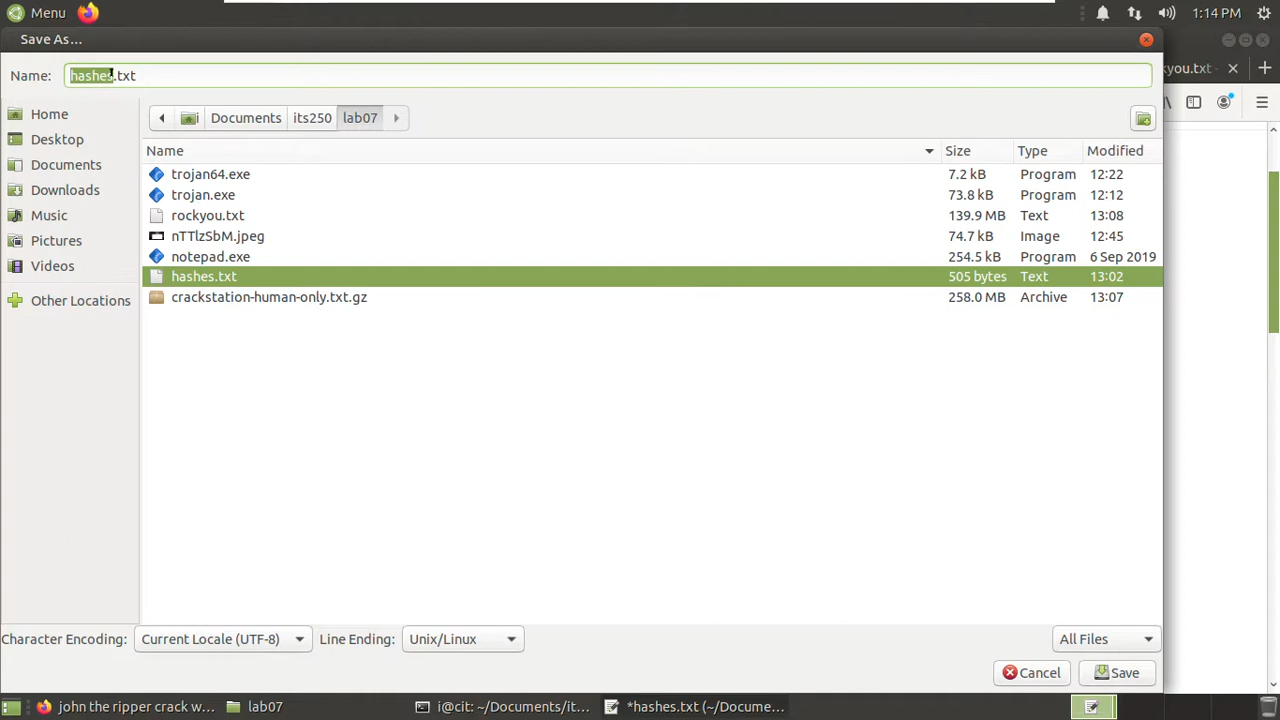 Menu
1:14 PM
Save As...
kyou.txt
Name: hashes.txt
Home
Desktop
Documents
Downloads
Music
Pictures
Videos
Other Locations
i Documents its250 lab07
Name Size Type Modified
trojan64.exe 7.2 kB Program 12:22
trojan.exe 73.8 kB Program 12:12
rockyou.txt 139.9 MB Text 13:08
nTTlzSbM.jpeg 74.7 kB Image 12:45
notepad.exe 254.5 kB Program 6 Sep 2019
hashes.txt 505 bytes Text 13:02
crackstation-human-only.txt.gz 258.0 MB Archive 13:07
Character Encoding: Current Locale (UTF-8) Line Ending: Unix/Linux All Files
Cancel Save
john the ripper crack w... lab07 i@cit: ~/Documents/it... *hashes.txt (~/Docume...